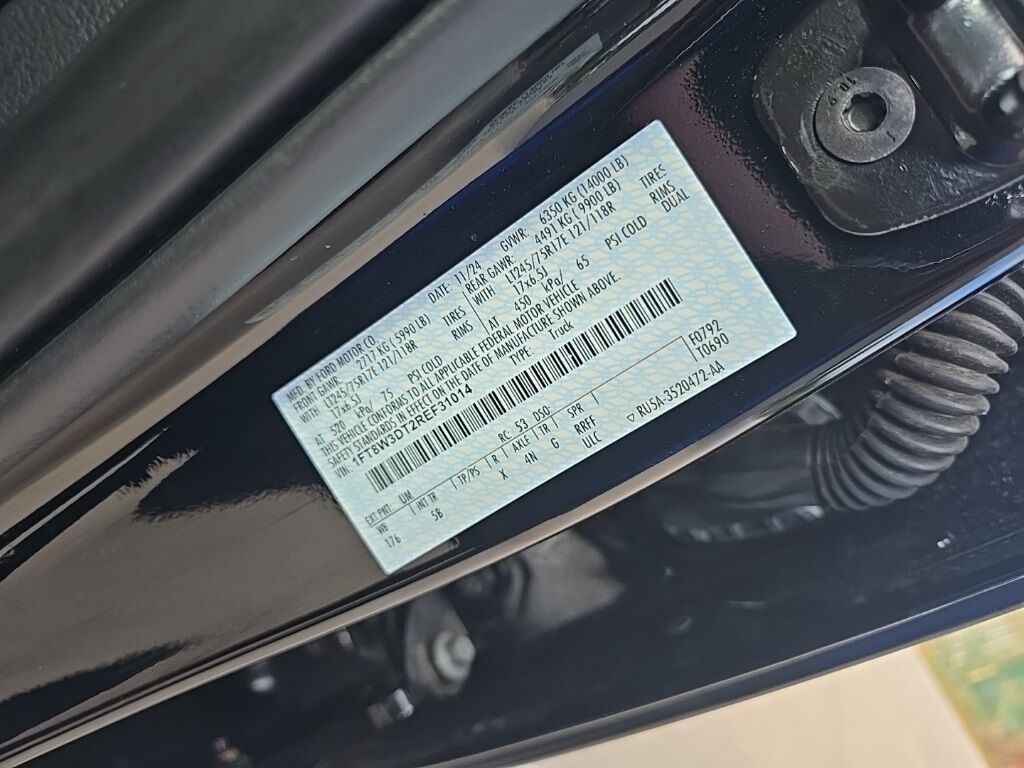 MFD. BY FORD MOTOR CO.
DATE: 11/24 GVWR: 6350 KG (14000 LB)
FRONT GAWR: 2717 KG (5990 LB) REAR GAWR: 4491 KG (9900 LB)
WITH LT245/75R17E 121/118R TIRES WITH LT245/75R17E 121/118R TIRES
17x6.5J RIMS 17x6.5J RIMS
AT 520 kPa/ 75 PSI COLD AT 450 kPa/ 65 PSI COLD DUAL
THIS VEHICLE CONFORMS TO ALL APPLICABLE FEDERAL MOTOR VEHICLE
SAFETY STANDARDS IN EFFECT ON THE DATE OF MANUFACTURE SHOWN ABOVE.
VIN: 1FT8W3DT2REF31014 TYPE: Truck
F0792
T0690
EXT PNT: UM RC: 53 DSO:
WB INT TR TP/PS R AXLE TR SPR
176 SB X 4N G RRFF
ULC ▽ RU5A-3520472-AA
10.9